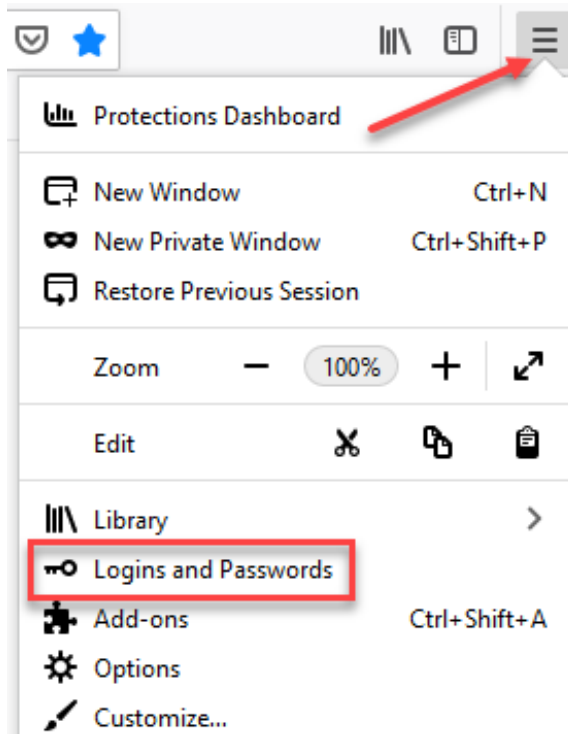 Protections Dashboard
New Window Ctrl+N
New Private Window Ctrl+Shift+P
Restore Previous Session
Zoom 100%
Edit
Library
Logins and Passwords
Add-ons Ctrl+Shift+A
Options
Customize...